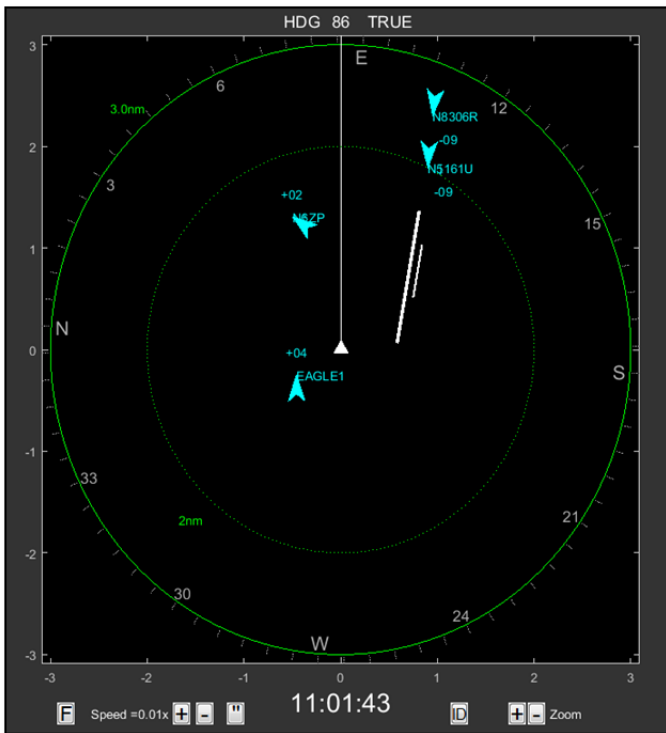 HDG 86 TRUE
3
E
6
12
3.0nm
N8306R
-09
2
N5161U
3
+02
-09
N6ZP
15
1
N
0
+04
S
EAGLE1
-1
33
21
2nm
-2
30
24
W
-3
-3 -2 -1 0 1 2 3
F Speed =0.01x + - " 11:01:43 ID + - Zoom